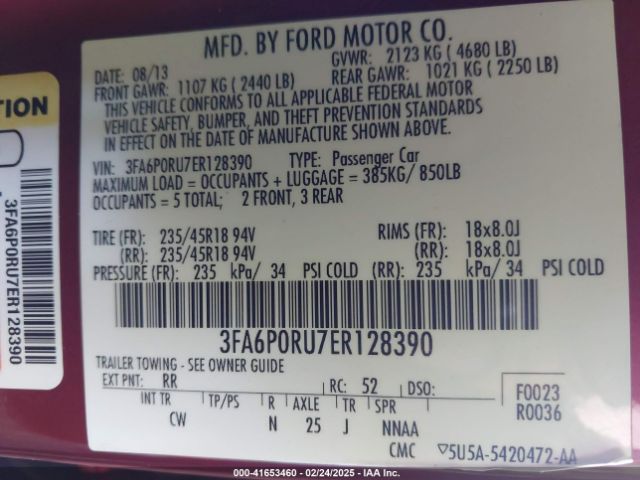 MFD. BY FORD MOTOR CO.
DATE: 08/13
GVWR: 2123 KG ( 4680 LB)
FRONT GAWR: 1107 KG ( 2440 LB)
REAR GAWR: 1021 KG ( 2250 LB)
THIS VEHICLE CONFORMS TO ALL APPLICABLE FEDERAL MOTOR
VEHICLE SAFETY, BUMPER, AND THEFT PREVENTION STANDARDS
IN EFFECT ON THE DATE OF MANUFACTURE SHOWN ABOVE.
VIN: 3FA6P0RU7ER128390 TYPE: Passenger Car
MAXIMUM LOAD = OCCUPANTS + LUGGAGE = 385KG/ 850LB
OCCUPANTS = 5 TOTAL; 2 FRONT, 3 REAR
TIRE (FR): 235/45R18 94V RIMS (FR): 18x8.0J
(RR): 235/45R18 94V (RR): 18x8.0J
PRESSURE (FR): 235 kPa/ 34 PSI COLD (RR): 235 kPa/ 34 PSI COLD
3FA6P0RU7ER128390
TRAILER TOWING - SEE OWNER GUIDE
EXT PNT: RR RC: 52 DSO:
F0023
R0036
INT TR TP/PS R AXLE TR SPR
CW N 25 J NNAA
CMC ▽5U5A-5420472-AA
TION
3FA6P0RU7ER128390
© - 41653460 - 02/24/2025 - IAA Inc.